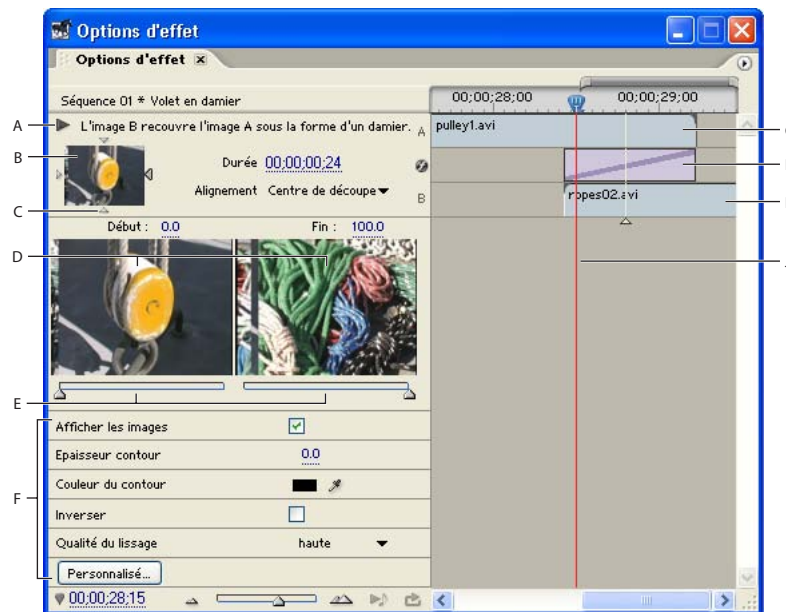 Options d'effet
Options d'effet
Séquence 01 * Volet en damier
00;00;28;00
00;00;29;00
A
L'image B recouvre l'image A sous la forme d'un damier.
A
pulley1.avi
B
Durée 00;00;00;24
Alignement Centre de découpe
B
ropes02.avi
C
Début : 0.0
Fin : 100.0
D
E
F
Afficher les images
Epaisseur contour 0.0
Couleur du contour
Inverser
Qualité du lissage haute
Personnalisé...
00;00;28;15